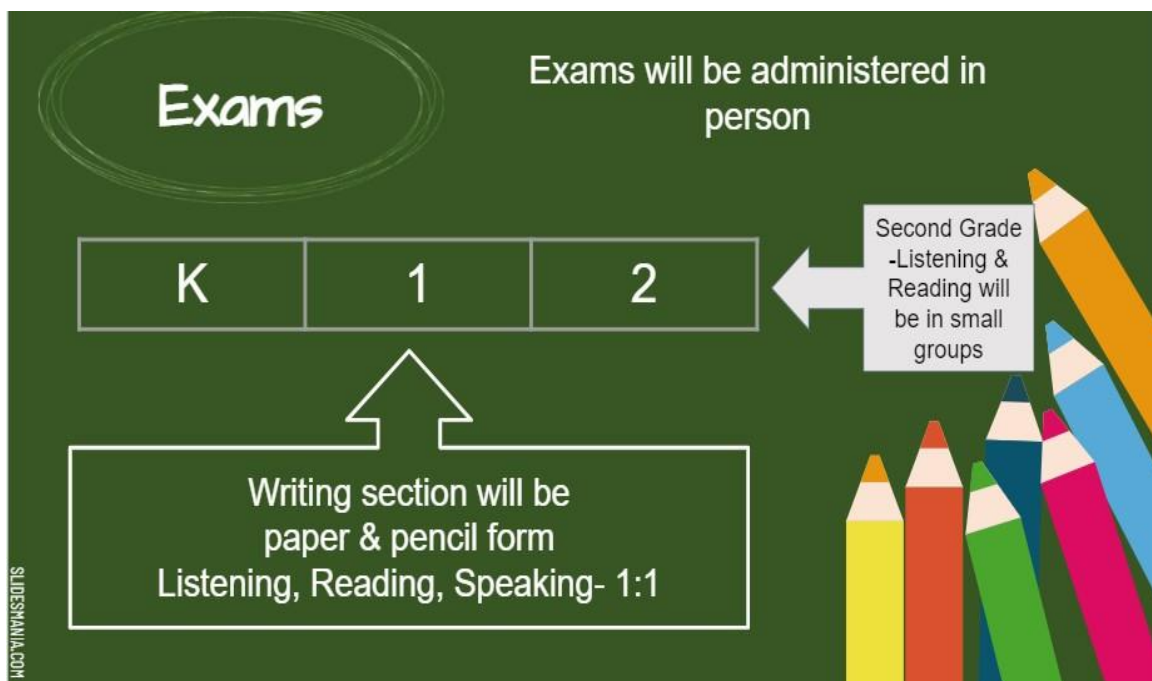 Exams
Exams will be administered in
person
K 1 2
Second Grade
-Listening &
Reading will
be in small
groups
Writing section will be
paper & pencil form
Listening, Reading, Speaking- 1:1
SLIDESMANIA.COM